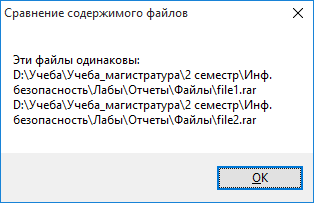 Сравнение содержимого файлов
Эти файлы одинаковы:
D:\Учеба\Учеба_магистратура\2 семестр\Инф.
безопасность\Лабы\Отчеты\Файлы\file1.rar
D:\Учеба\Учеба_магистратура\2 семестр\Инф.
безопасность\Лабы\Отчеты\Файлы\file2.rar
OK